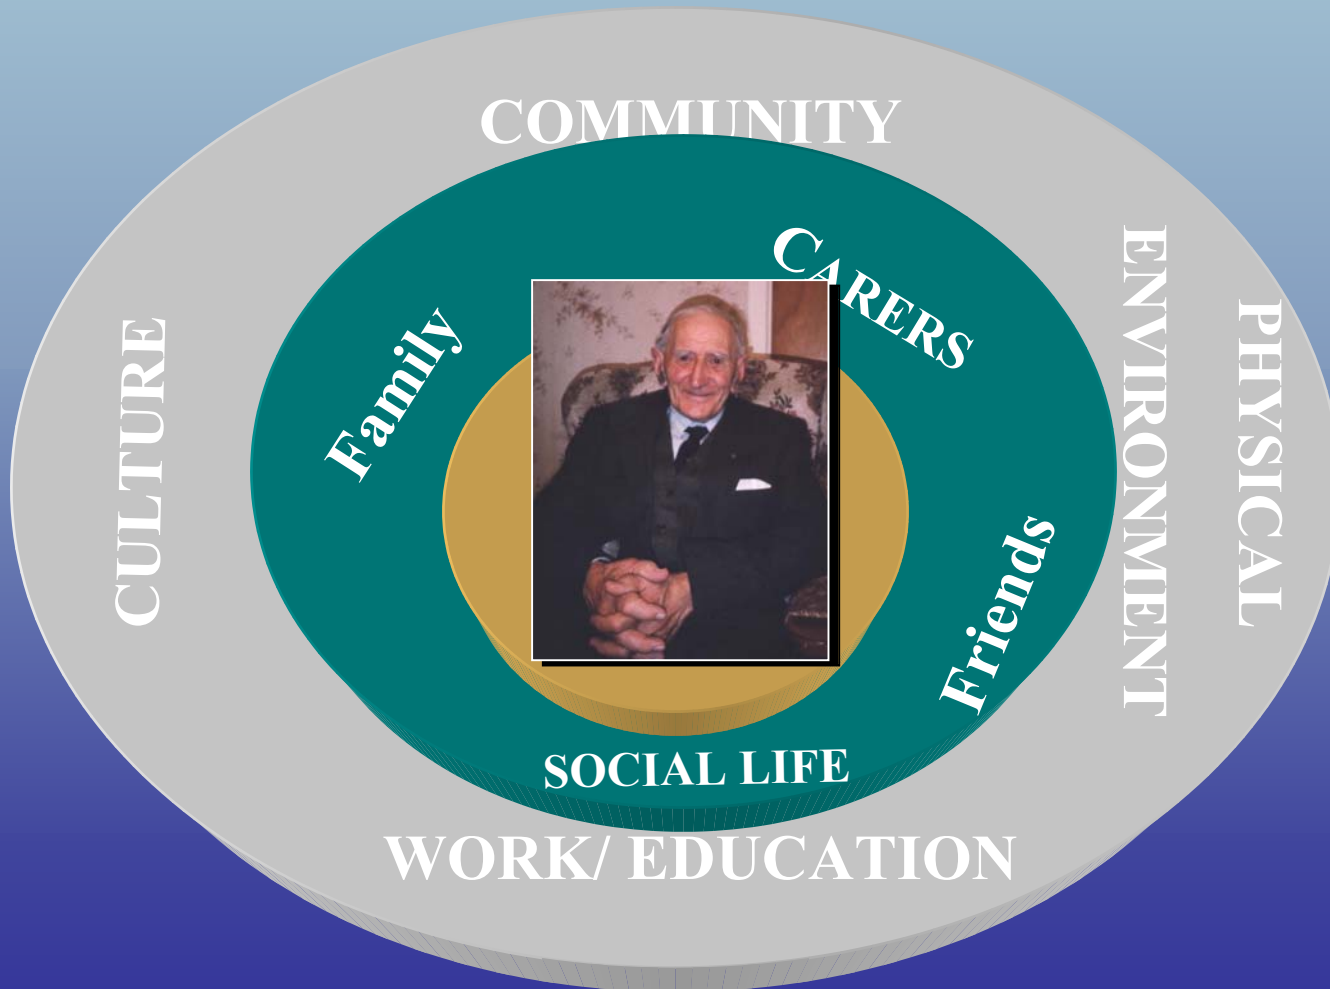 COMMUNITY
CARERS
Family
CULTURE
PHYSICAL
ENVIRONMENT
Friends
SOCIAL LIFE
WORK/ EDUCATION